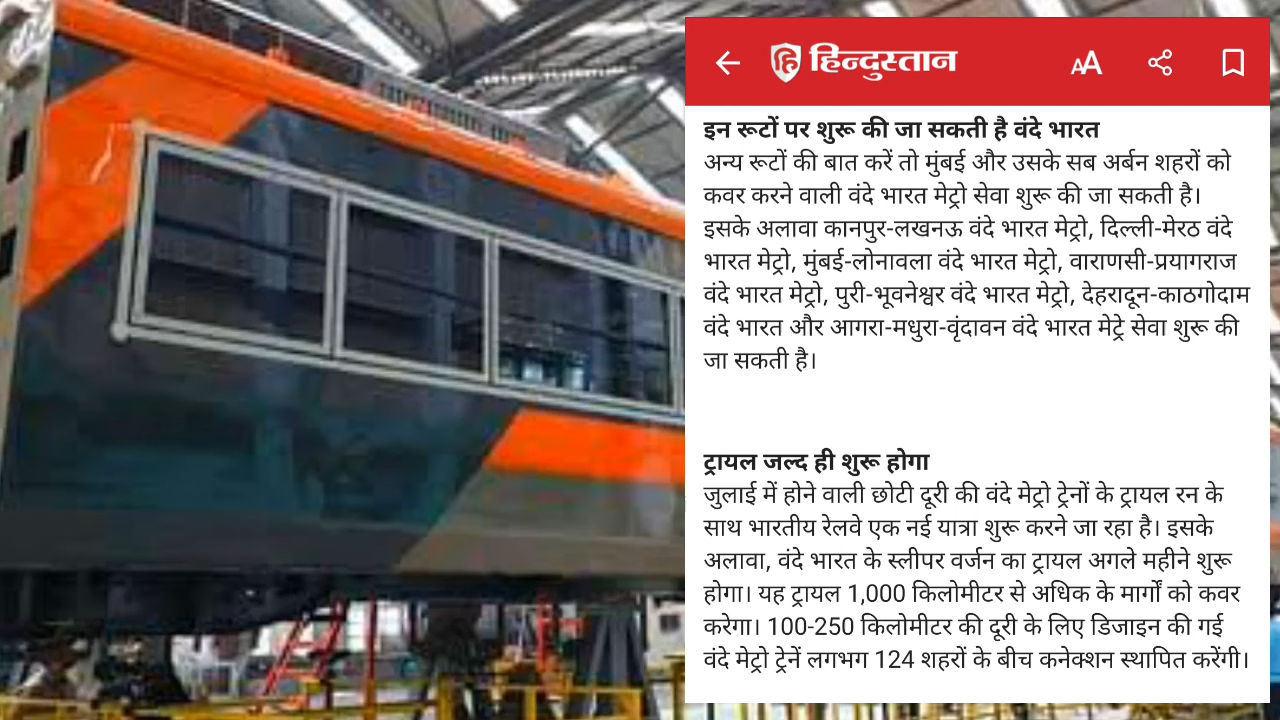 हिन्दुस्तान
AA
इन रूटों पर शुरू की जा सकती है वंदे भारत
अन्य रूटों की बात करें तो मुंबई और उसके सब अर्बन शहरों को
कवर करने वाली वंदे भारत मेट्रो सेवा शुरू की जा सकती है।
इसके अलावा कानपुर-लखनऊ वंदे भारत मेट्रो, दिल्ली-मेरठ वंदे
भारत मेट्रो, मुंबई-लोनावला वंदे भारत मेट्रो, वाराणसी-प्रयागराज
वंदे भारत मेट्रो, पुरी-भूवनेश्वर वंदे भारत मेट्रो, देहरादून-काठगोदाम
वंदे भारत और आगरा-मधुरा-वृंदावन वंदे भारत मेट्रे सेवा शुरू की
जा सकती है।
ट्रायल जल्द ही शुरू होगा
जुलाई में होने वाली छोटी दूरी की वंदे मेट्रो ट्रेनों के ट्रायल रन के
साथ भारतीय रेलवे एक नई यात्रा शुरू करने जा रहा है। इसके
अलावा, वंदे भारत के स्लीपर वर्जन का ट्रायल अगले महीने शुरू
होगा। यह ट्रायल 1,000 किलोमीटर से अधिक के मार्गों को कवर
करेगा। 100-250 किलोमीटर की दूरी के लिए डिजाइन की गई
वंदे मेट्रो ट्रेनें लगभग 124 शहरों के बीच कनेक्शन स्थापित करेंगी।